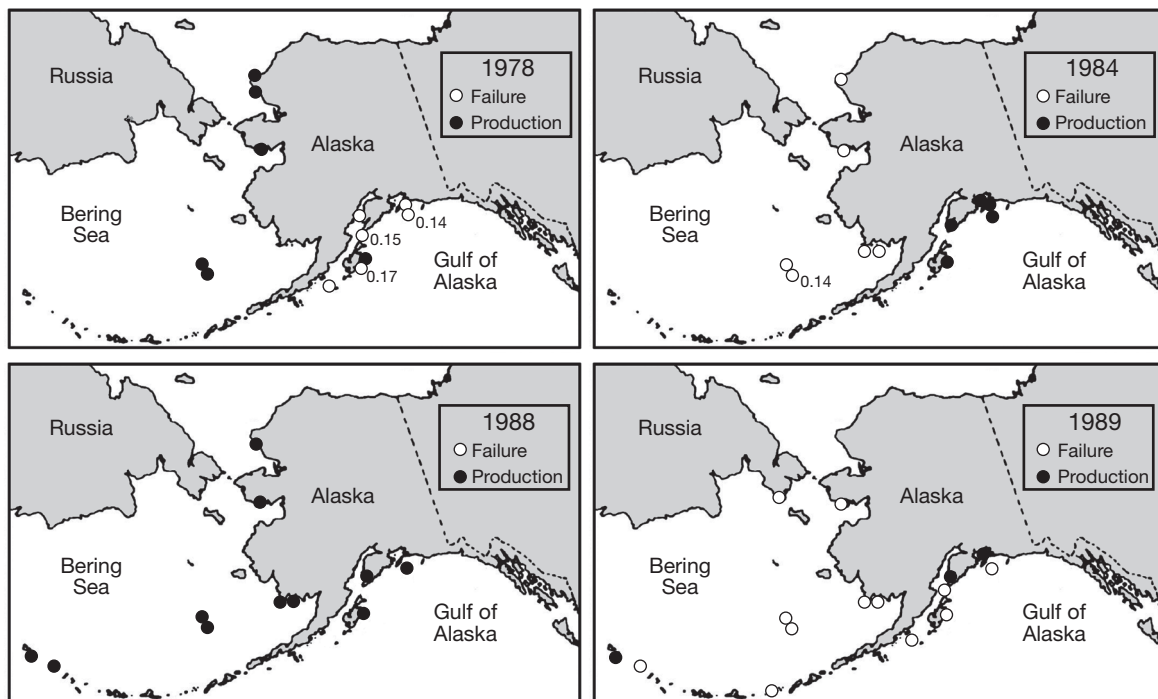 Russia
1978
Failure
Production
Alaska
Bering
Sea
0.14
0.15
0.17
Gulf of
Alaska
Russia
1984
Failure
Production
Alaska
Bering
Sea
0.14
Gulf of
Alaska
Russia
1988
Failure
Production
Alaska
Bering
Sea
Gulf of
Alaska
Russia
1989
Failure
Production
Alaska
Bering
Sea
Gulf of
Alaska